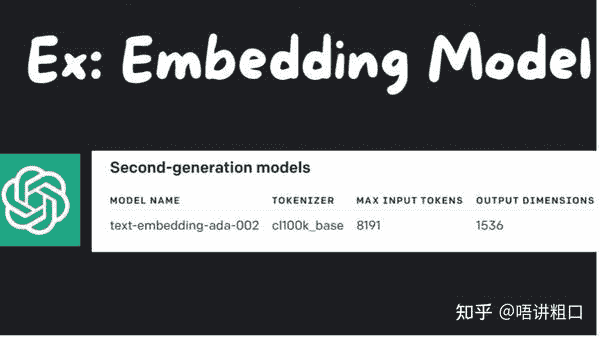 Ex: Embedding Model
Second-generation models
MODEL NAME TOKENIZER MAX INPUT TOKENS OUTPUT DIMENSIONS
text-embedding-ada-002 cl100k_base 8191 1536
知乎 @唔讲粗口